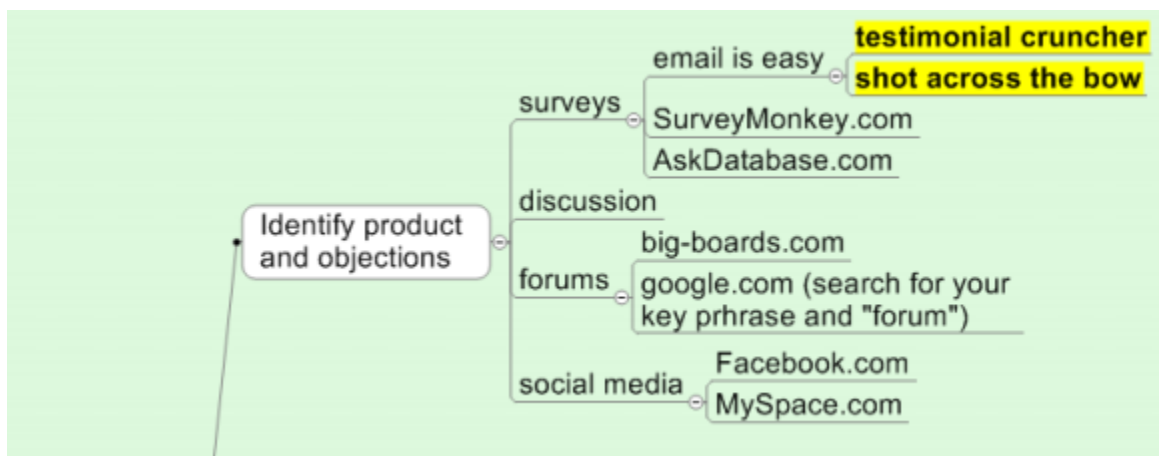 Identify product
and objections
surveys
email is easy
testimonial cruncher
shot across the bow
SurveyMonkey.com
AskDatabase.com
discussion
forums
big-boards.com
google.com (search for your
key prhrase and "forum")
social media
Facebook.com
MySpace.com